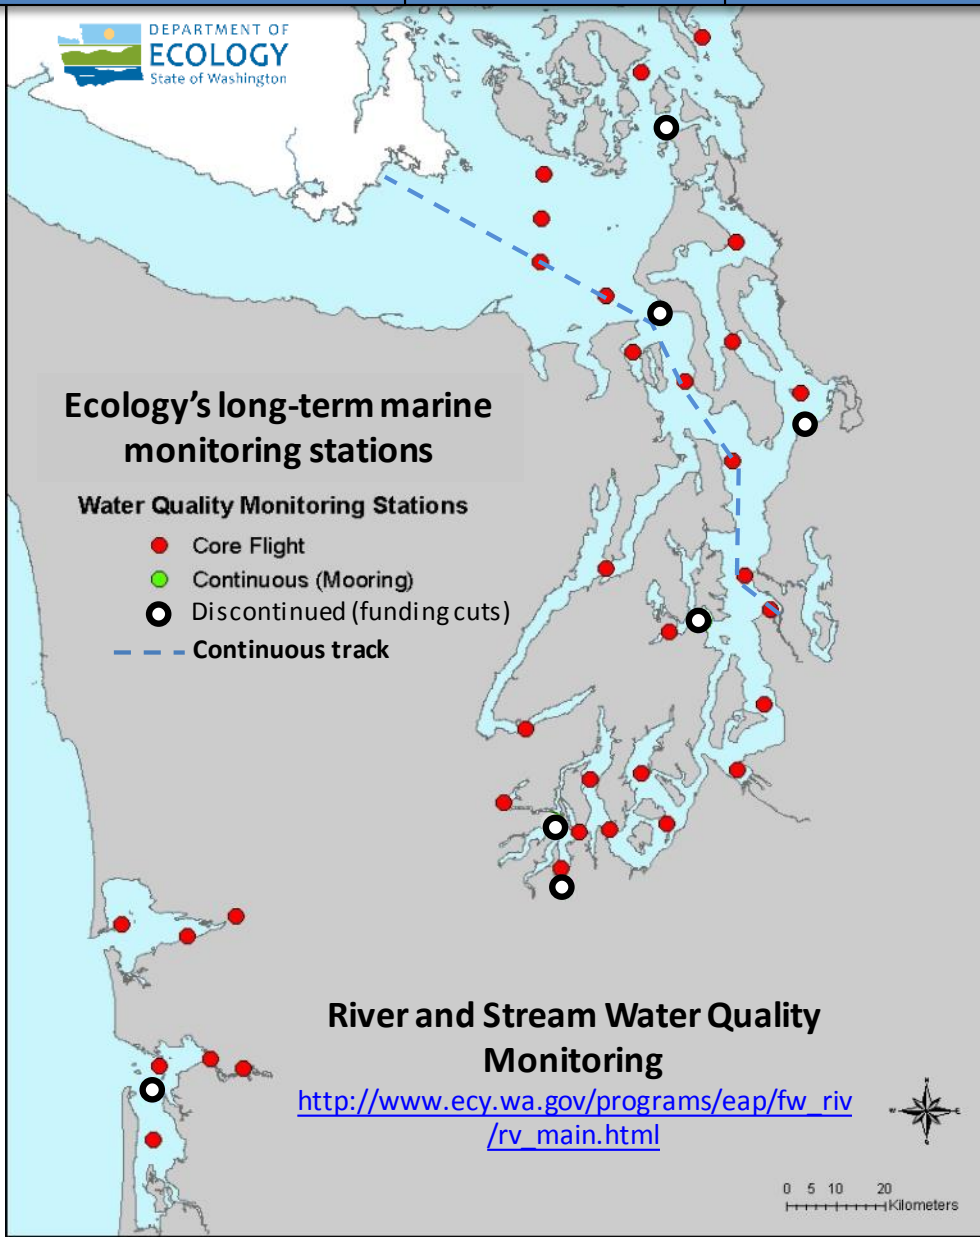 DEPARTMENT OF
ECOLOGY
State of Washington
Ecology's long-term marine
monitoring stations
Water Quality Monitoring Stations
Core Flight
Continuous (Mooring)
Discontinued (funding cuts)
Continuous track
River and Stream Water Quality
Monitoring
http://www.ecy.wa.gov/programs/eap/fw_riv
/rv_main.html
N
W E
S
0 5 10 20
Kilometers